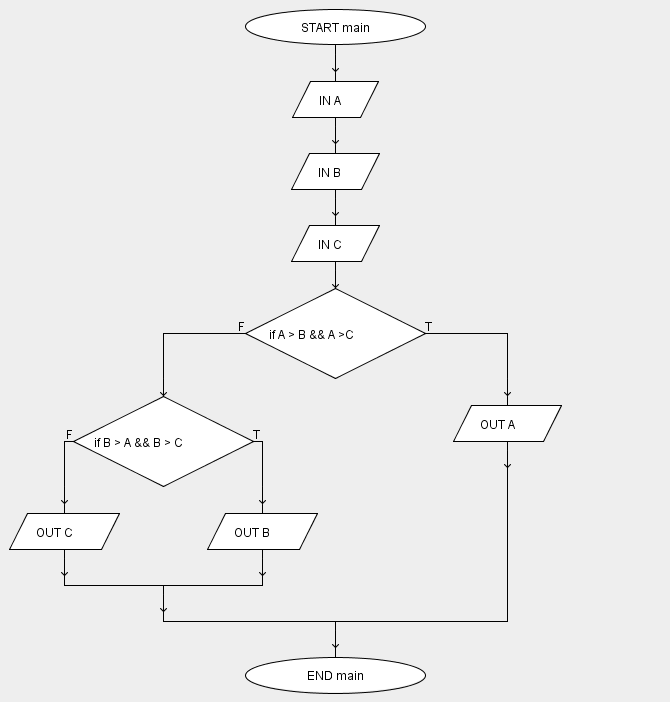 START main
IN A
IN B
IN C
F
if A > B && A >C
T
F
if B > A && B > C
T
OUT A
OUT C
OUT B
END main